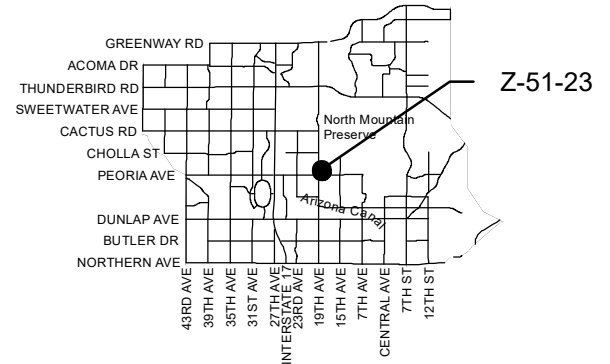 GREENWAY RD
ACOMA DR
THUNDERBIRD RD
SWEETWATER AVE
CACTUS RD
CHOLLA ST
PEORIA AVE
DUNLAP AVE
BUTLER DR
NORTHERN AVE
Z-51-23
North Mountain
Preserve
Arizona Canal
43RD AVE
39TH AVE
35TH AVE
31ST AVE
27TH AVE
INTERSTATE 17
23RD AVE
19TH AVE
15TH AVE
7TH AVE
CENTRAL AVE
7TH ST
12TH ST